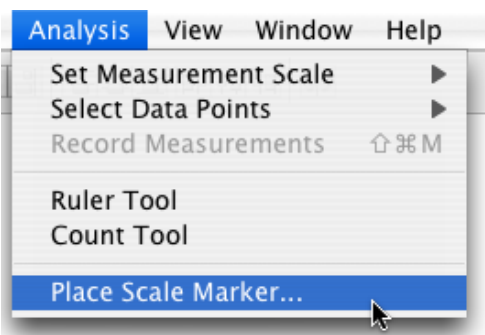 Analysis View Window Help
Set Measurement Scale ▶
Select Data Points ▶
Record Measurements ⇧⌘M
Ruler Tool
Count Tool
Place Scale Marker...